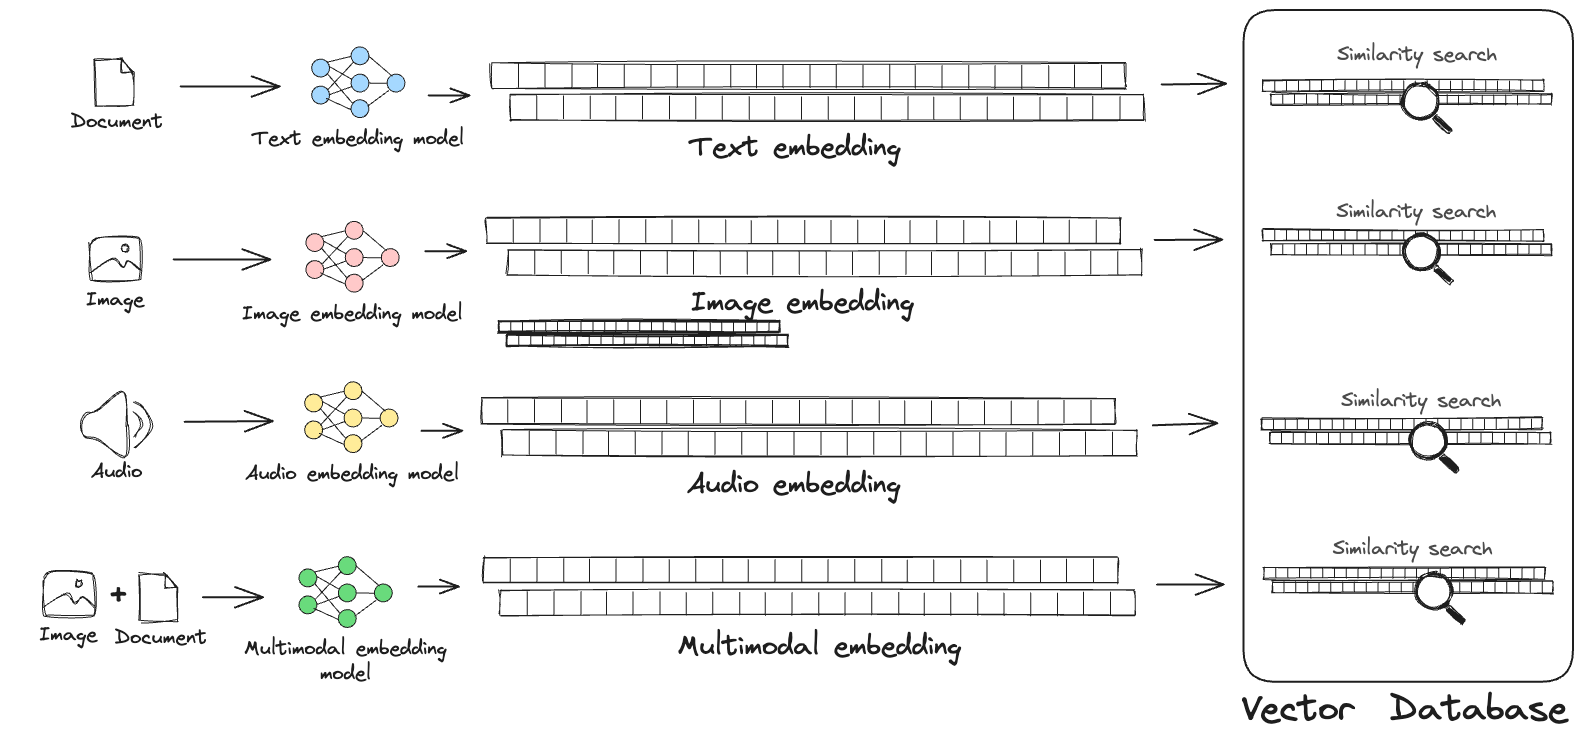 Similarity search
Document
Text embedding model
Text embedding
Similarity search
Image
Image embedding model
Image embedding
Similarity search
Audio
Audio embedding model
Audio embedding
Similarity search
+
Image
Document
Multimodal embedding
model
Multimodal embedding
Vector Database